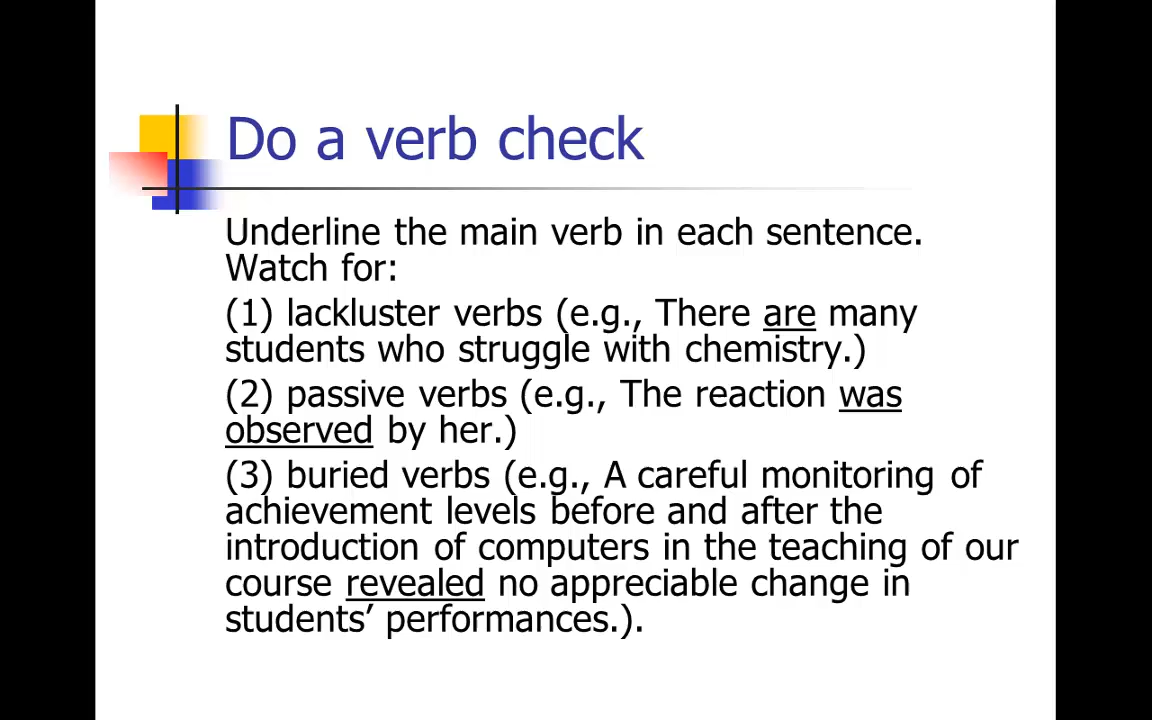 Do a verb check
Underline the main verb in each sentence.
Watch for:
(1) lackluster verbs (e.g., There are many
students who struggle with chemistry.)
(2) passive verbs (e.g., The reaction was
observed by her.)
(3) buried verbs (e.g., A careful monitoring of
achievement levels before and after the
introduction of computers in the teaching of our
course revealed no appreciable change in
students’ performances.).